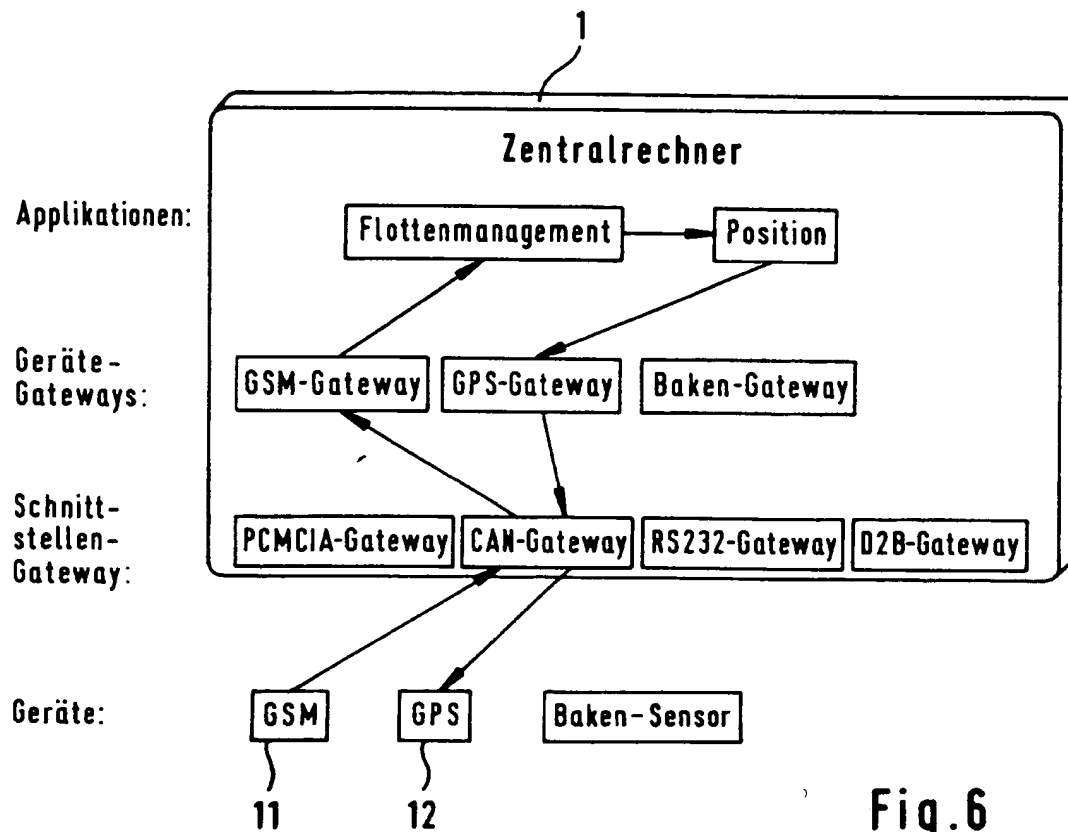 1
Zentralrechner
Applikationen:
Flottenmanagement
Position
Geräte-
Gateways:
GSM-Gateway
GPS-Gateway
Baken-Gateway
Schnitt-
stellen-
Gateway:
PCMCIA-Gateway
CAN-Gateway
RS232-Gateway
D2B-Gateway
Geräte:
GSM
GPS
Baken-Sensor
11
12
Fig.6